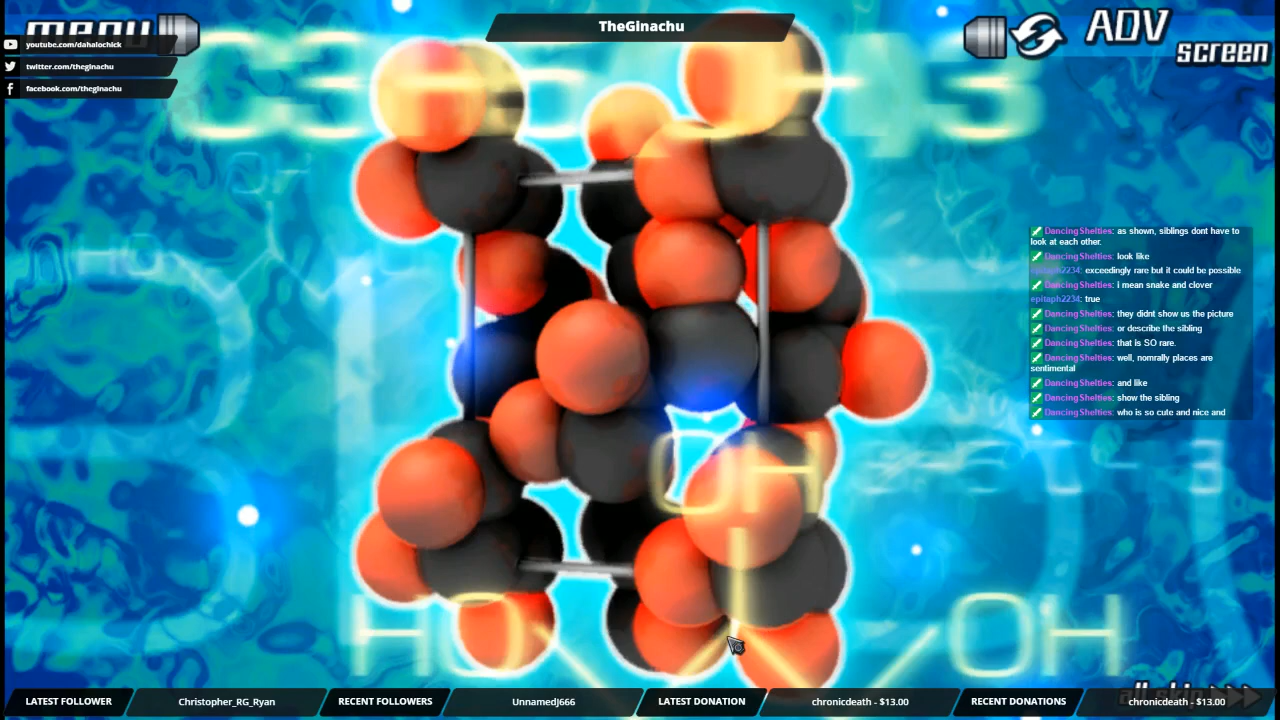 menu
TheGinachu
ADV
screen
youtube.com/dahalochick
twitter.com/theginachu
facebook.com/theginachu
DancingShelties: as shown, siblings dont have to
look at each other.
DancingShelties: look like
epitaph2234: exceedingly rare but it could be possible
DancingShelties: i mean snake and clover
epitaph2234: true
DancingShelties: they didnt show us the picture
DancingShelties: or describe the sibling
DancingShelties: that is SO rare.
DancingShelties: well, nomrally places are
sentimental
DancingShelties: and like
DancingShelties: show the sibling
DancingShelties: who is so cute and nice and
OH
HO
OH
all skip
LATEST FOLLOWER
Christopher_RG_Ryan
RECENT FOLLOWERS
UnnamedJ666
LATEST DONATION
chronicdeath - $13.00
RECENT DONATIONS
chronicdeath - $13.00